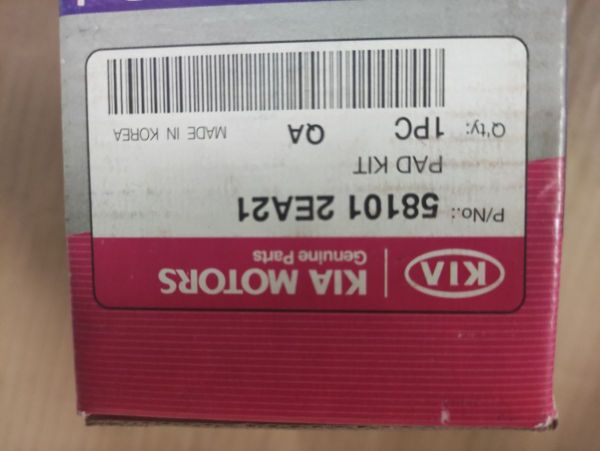 KIA
KIA MOTORS
Genuine Parts
P/No.: 58101 2EA21
PAD KIT
Q'ty: 1PC QA MADE IN KOREA